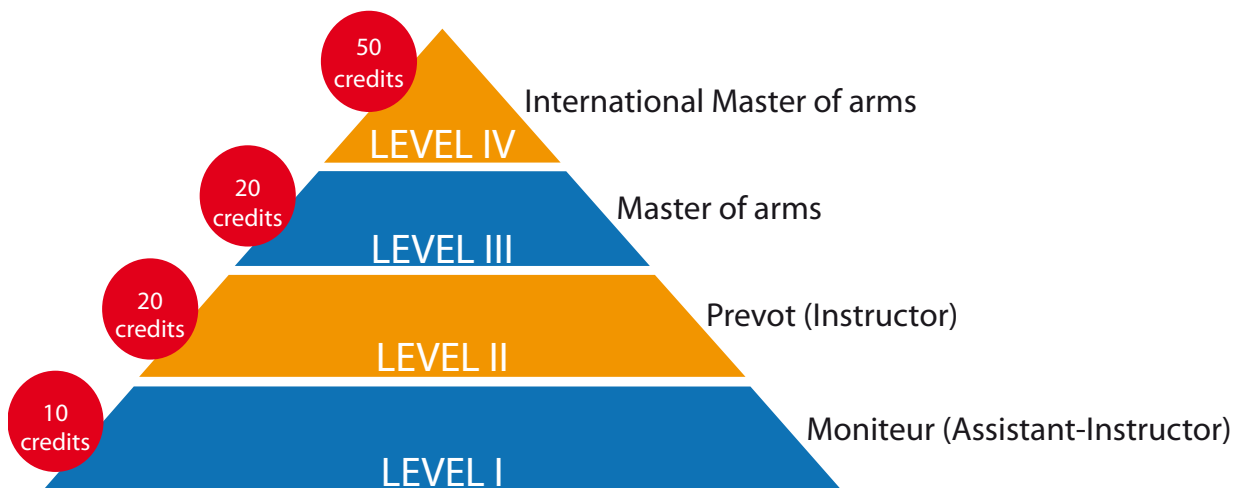 50
credits
International Master of arms
LEVEL IV
20
credits
Master of arms
LEVEL III
20
credits
Prevot (Instructor)
LEVEL II
10
credits
Moniteur (Assistant-Instructor)
LEVEL I